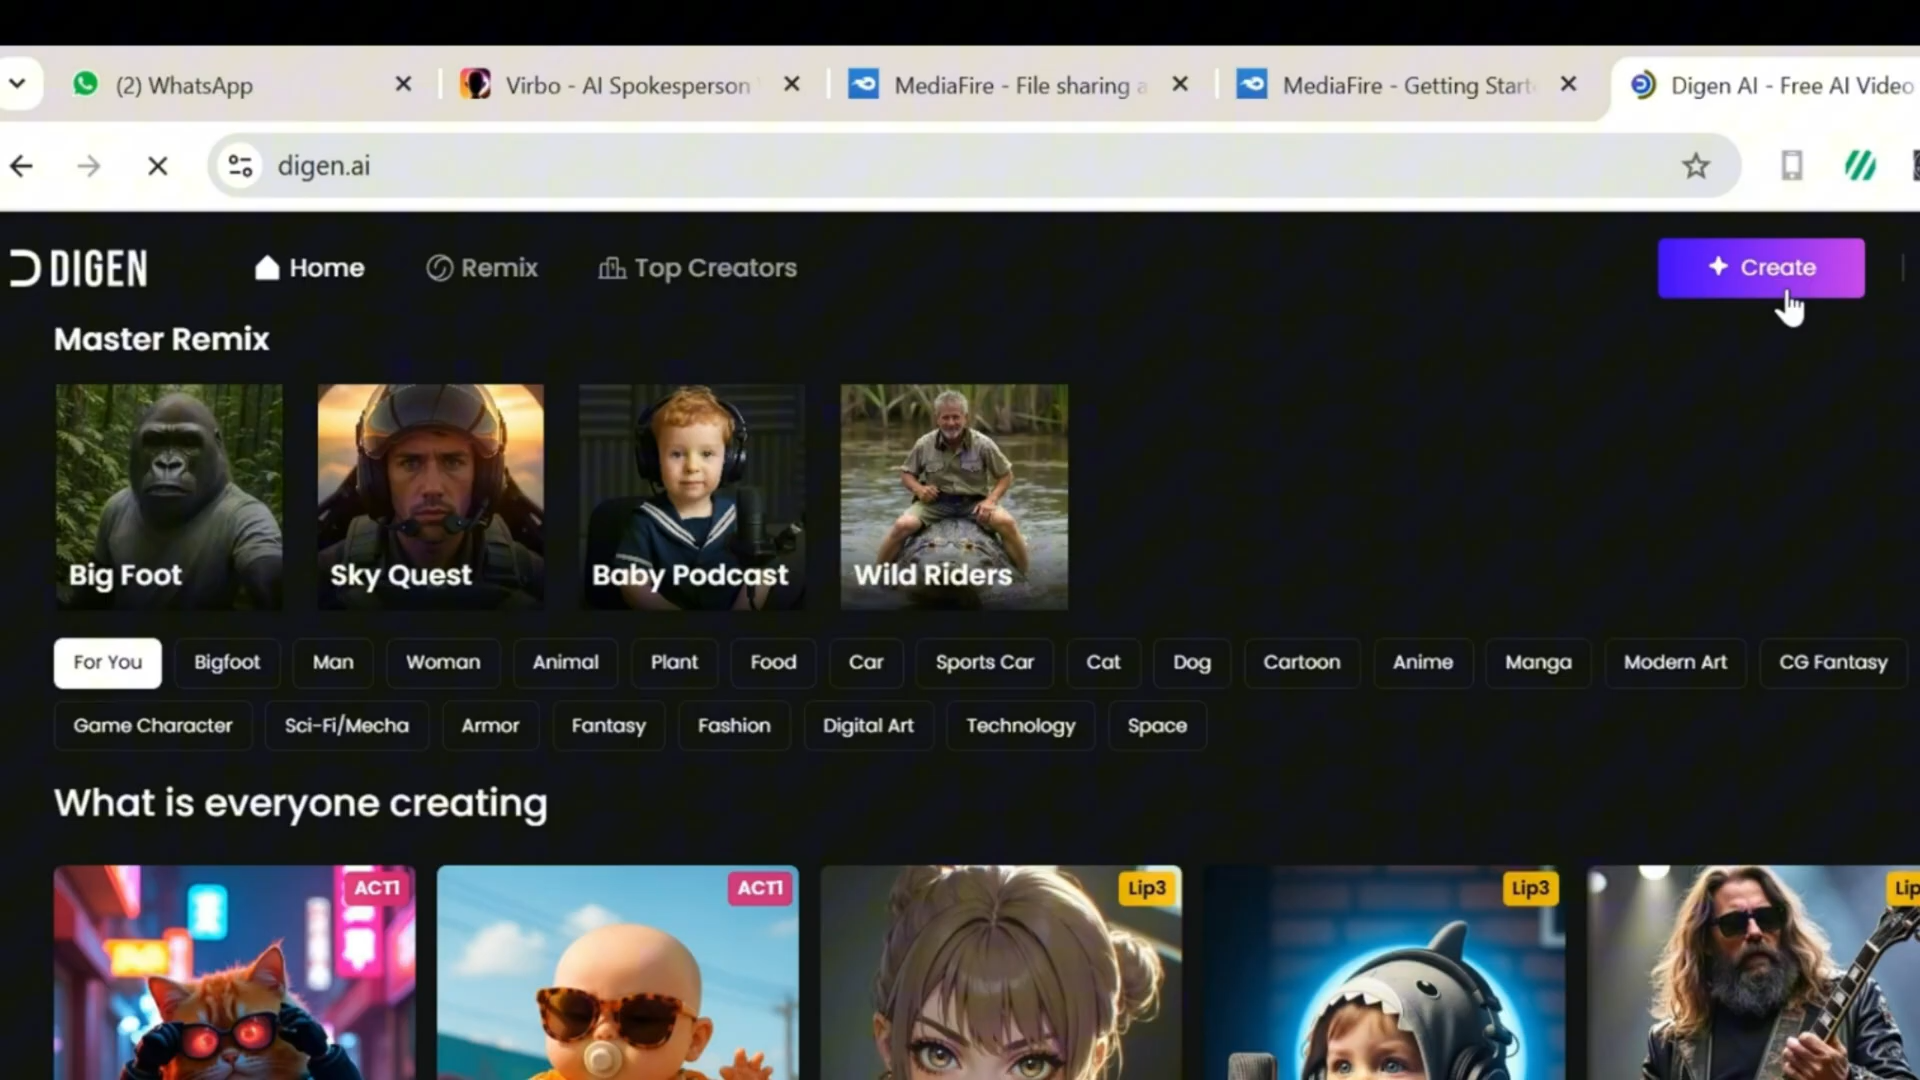 (2) WhatsApp
Virbo - AI Spokesperson
MediaFire - File sharing a
MediaFire - Getting Start
Digen AI - Free AI Video
digen.ai
DIGEN
Home
Remix
Top Creators
Create
Master Remix
Big Foot
Sky Quest
Baby Podcast
Wild Riders
For You
Bigfoot
Man
Woman
Animal
Plant
Food
Car
Sports Car
Cat
Dog
Cartoon
Anime
Manga
Modern Art
CG Fantasy
Game Character
Sci-Fi/Mecha
Armor
Fantasy
Fashion
Digital Art
Technology
Space
What is everyone creating
ACT1
ACT1
Lip3
Lip3
Lip